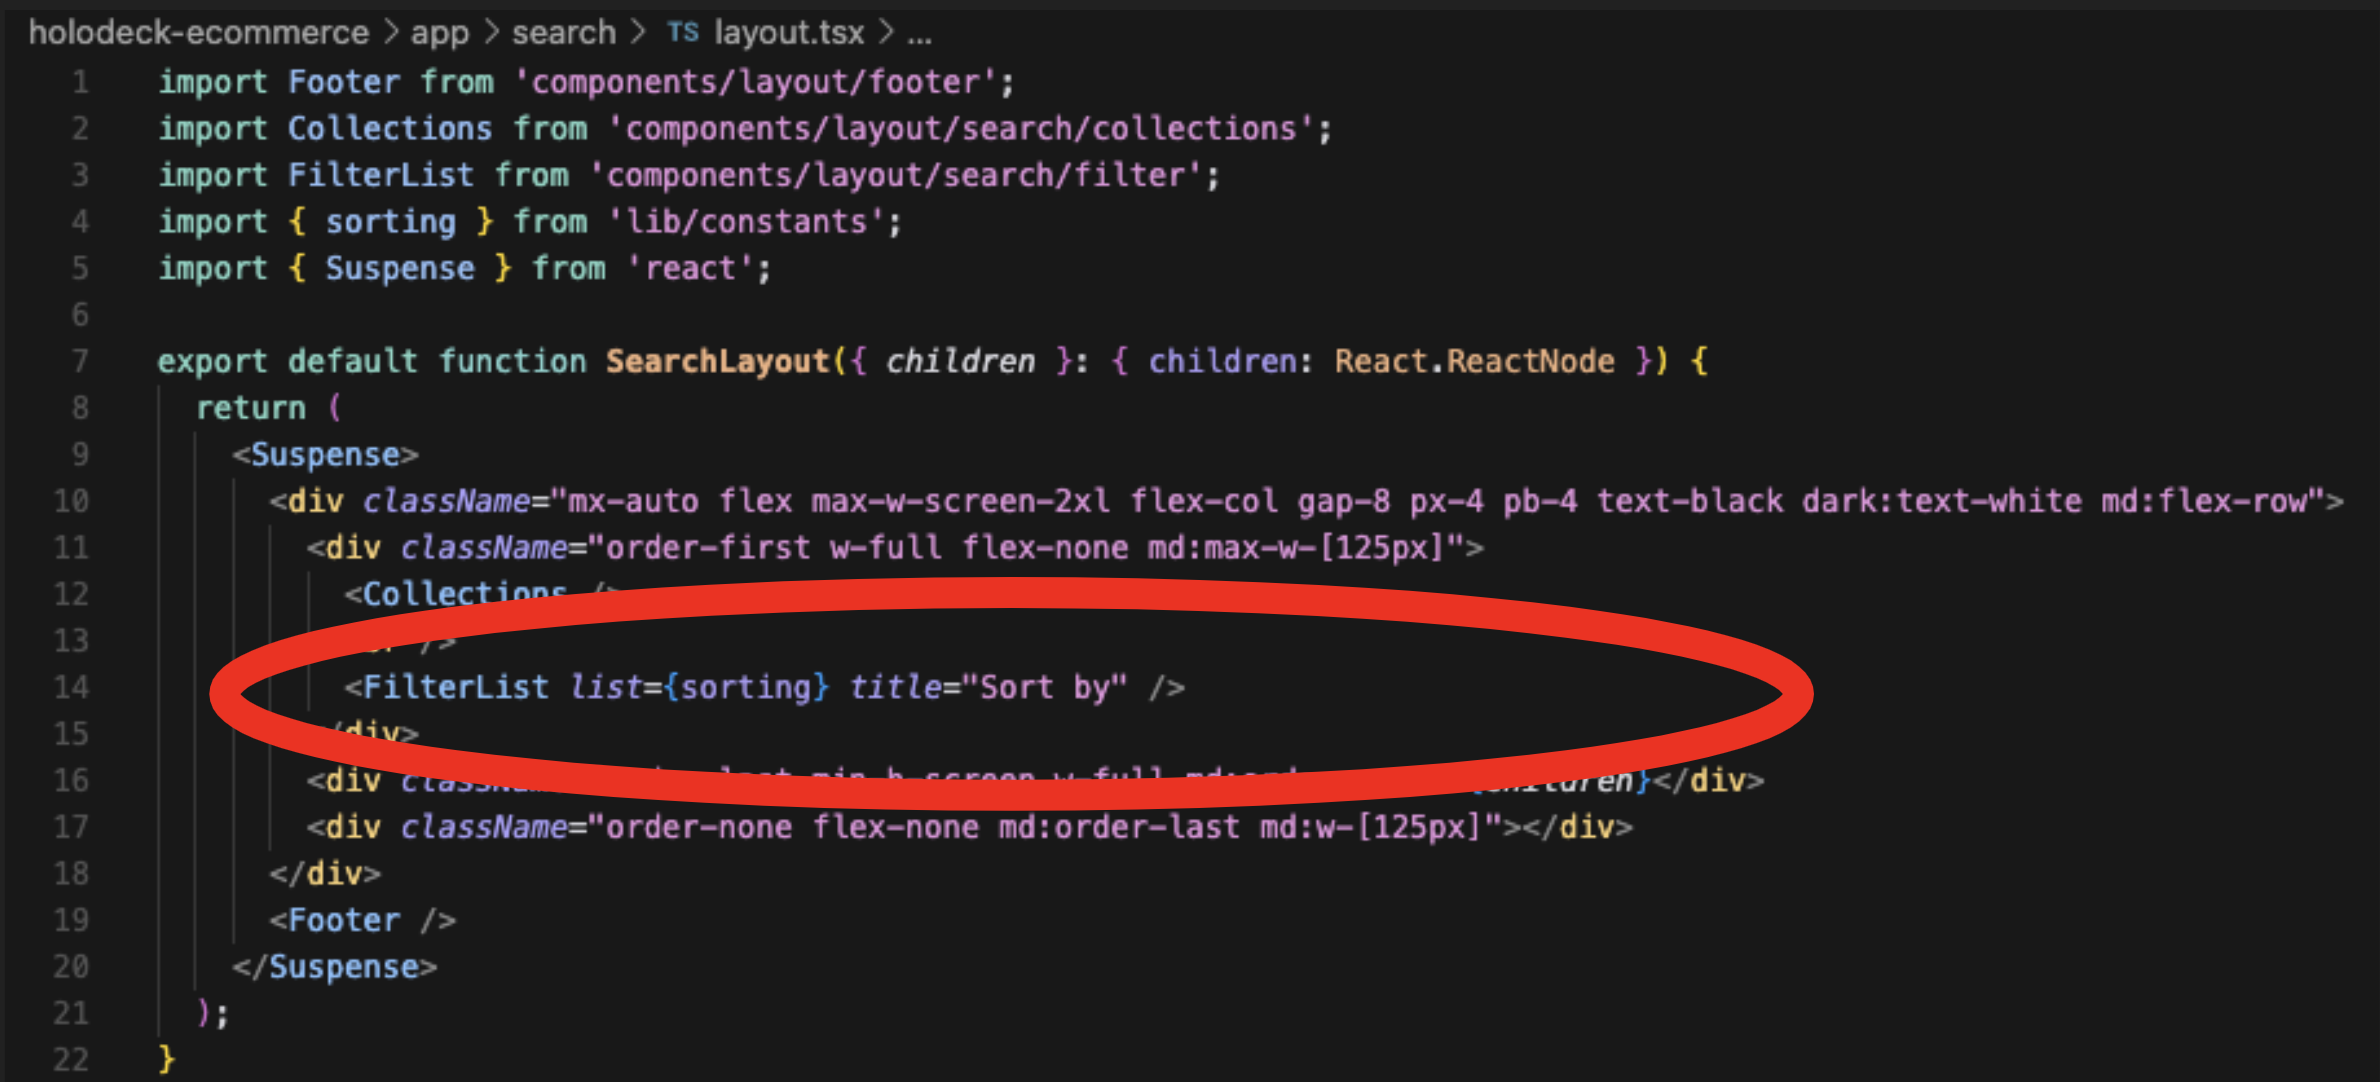 holodeck-ecommerce > app > search > TS layout.tsx > ...
1 import Footer from 'components/layout/footer';
2 import Collections from 'components/layout/search/collections';
3 import FilterList from 'components/layout/search/filter';
4 import { sorting } from 'lib/constants';
5 import { Suspense } from 'react';
6
7 export default function SearchLayout({ children }: { children: React.ReactNode }) {
8 return (
9 <Suspense>
10 <div className="mx-auto flex max-w-screen-2xl flex-col gap-8 px-4 pb-4 text-black dark:text-white md:flex-row">
11 <div className="order-first w-full flex-none md:max-w-[125px]">
12 <Collections />
13 />
14 <FilterList list={sorting} title="Sort by" />
15 </div>
16 <div className min-h-screen w-full {children}</div>
17 <div className="order-none flex-none md:order-last md:w-[125px]"></div>
18 </div>
19 <Footer />
20 </Suspense>
21 );
22 }